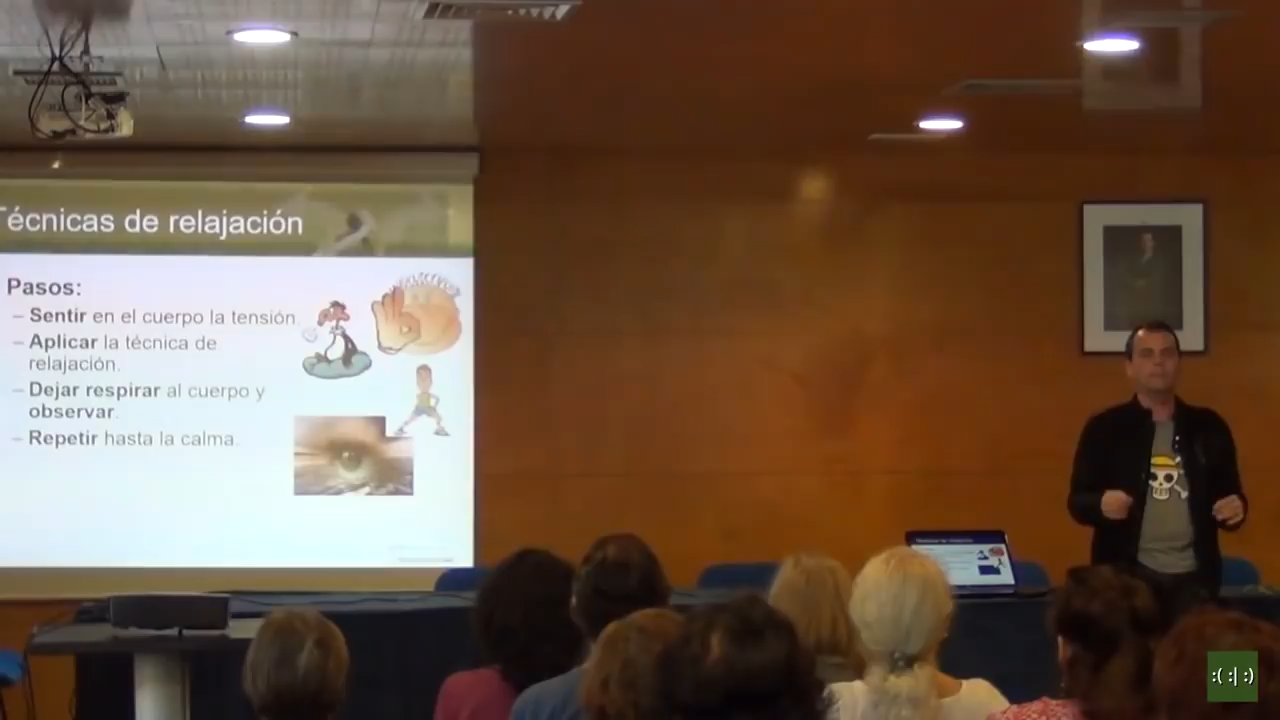 Técnicas de relajación
Pasos:
– Sentir en el cuerpo la tensión
– Aplicar la técnica de
relajación.
– Dejar respirar al cuerpo y
observar.
– Repetir hasta la calma.
:( :| :)